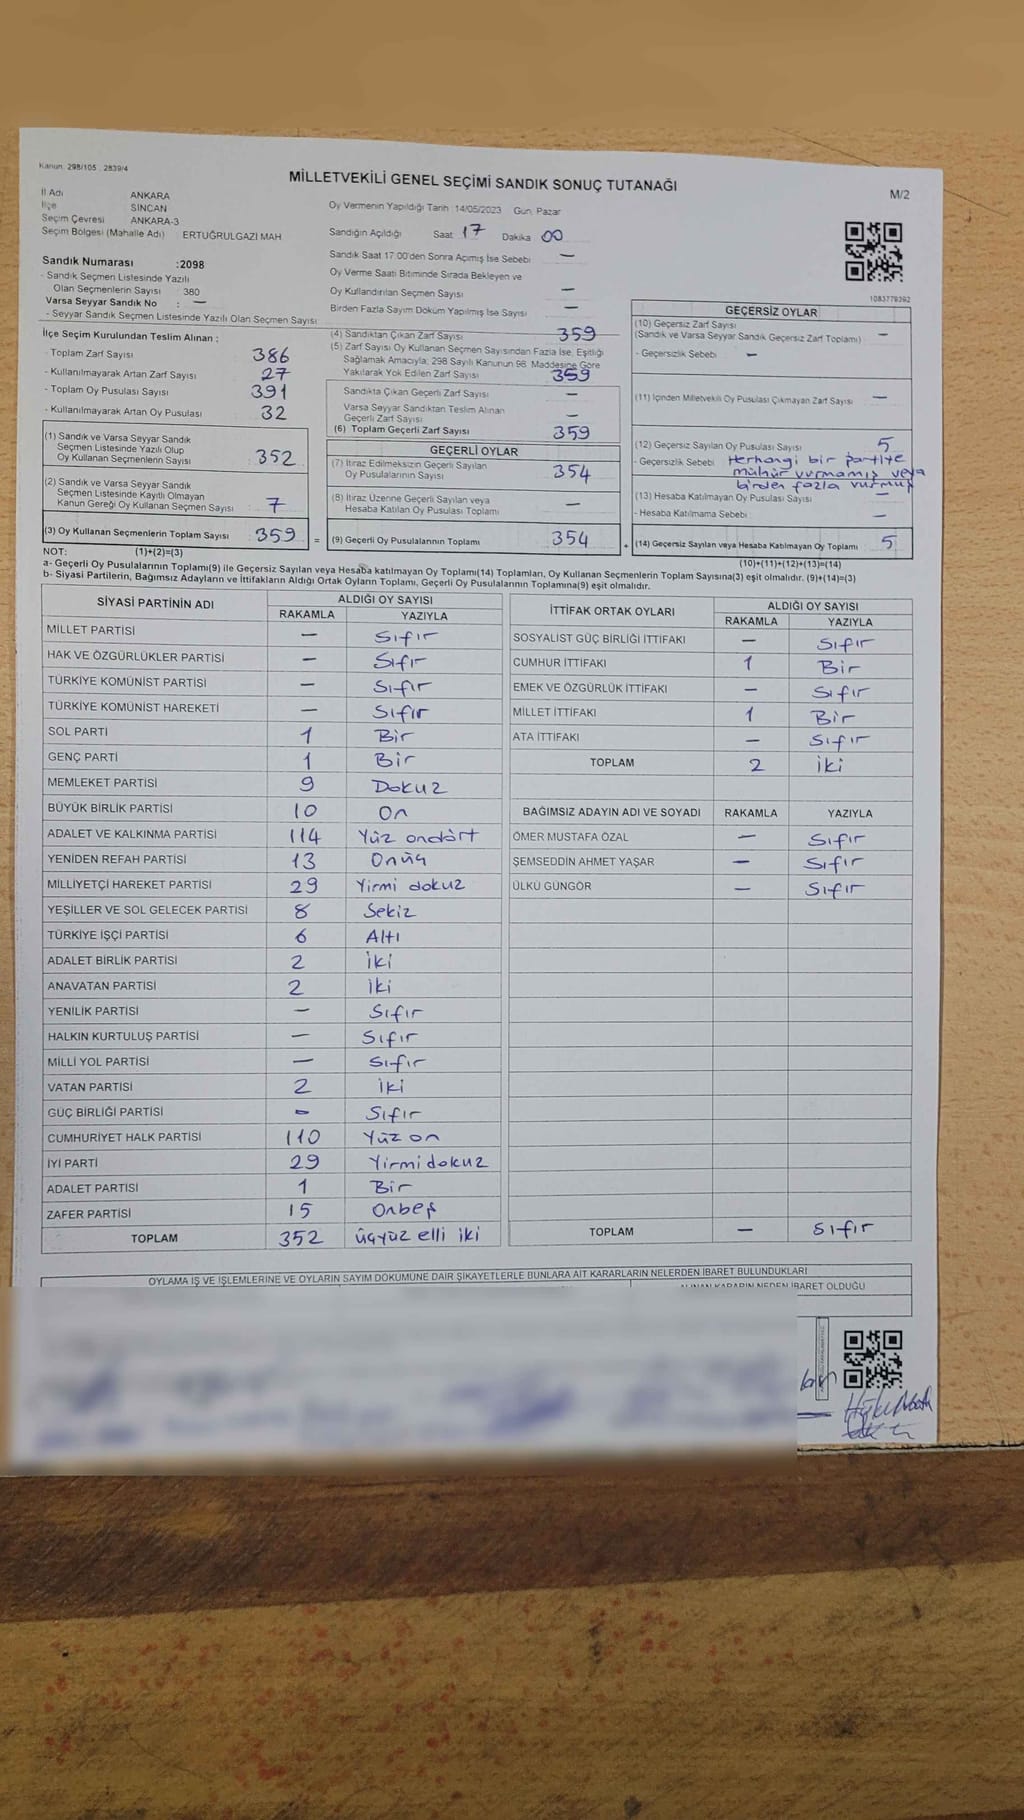 Kanun: 298/105 , 2839/4
MİLLETVEKİLİ GENEL SEÇİMİ SANDIK SONUÇ TUTANAĞI
M/2
İl Adı ANKARA
İlçe SİNCAN
Seçim Çevresi ANKARA-3
Seçim Bölgesi (Mahalle Adı) ERTUĞRULGAZİ MAH.
Oy Vermenin Yapıldığı Tarih :14/05/2023 Gün: Pazar
Sandığın Açıldığı Saat 17 Dakika 00
Sandık Saat 17:00'den Sonra Açımış İse Sebebi —
Oy Verme Saati Bitiminde Sırada Bekleyen ve
Oy Kullandırılan Seçmen Sayısı —
Birden Fazla Sayım Döküm Yapılmış İse Sayısı —
Sandık Numarası :2098
- Sandık Seçmen Listesinde Yazılı
Olan Seçmenlerin Sayısı : 380
Varsa Seyyar Sandık No : —
- Seyyar Sandık Seçmen Listesinde Yazılı Olan Seçmen Sayısı
İlçe Seçim Kurulundan Teslim Alınan :
- Toplam Zarf Sayısı 386
- Kullanılmayarak Artan Zarf Sayısı 27
- Toplam Oy Pusulası Sayısı 391
- Kullanılmayarak Artan Oy Pusulası 32
(1) Sandık ve Varsa Seyyar Sandık
Seçmen Listesinde Yazılı Olup
Oy Kullanan Seçmenlerin Sayısı 352
(2) Sandık ve Varsa Seyyar Sandık
Seçmen Listesinde Kayıtlı Olmayan
Kanun Gereği Oy Kullanan Seçmen Sayısı 7
(3) Oy Kullanan Seçmenlerin Toplam Sayısı 359
(4) Sandıktan Çıkan Zarf Sayısı 359
(5) Zarf Sayısı Oy Kullanan Seçmen Sayısından Fazla İse, Eşitliği
Sağlamak Amacıyla, 298 Sayılı Kanunun 98. Maddesine Göre
Yakılarak Yok Edilen Zarf Sayısı 359
Sandıkta Çıkan Geçerli Zarf Sayısı —
Varsa Seyyar Sandıktan Teslim Alınan
Geçerli Zarf Sayısı —
(6) Toplam Geçerli Zarf Sayısı 359
GEÇERLİ OYLAR
(7) İtiraz Edilmeksizin Geçerli Sayılan
Oy Pusulalarının Sayısı 354
(8) İtiraz Üzerine Geçerli Sayılan veya
Hesaba Katılan Oy Pusulası Toplamı —
= (9) Geçerli Oy Pusulalarının Toplamı 354
1083779392
GEÇERSİZ OYLAR
(10) Geçersiz Zarf Sayısı
(Sandık ve Varsa Seyyar Sandık Geçersiz Zarf Toplamı) —
- Geçersizlik Sebebi —
(11) İçinden Milletvekili Oy Pusulası Çıkmayan Zarf Sayısı —
(12) Geçersiz Sayılan Oy Pusulası Sayısı 5
- Geçersizlik Sebebi Herhangi bir partiye
mühür vurmamış veya
birden fazla vurmuş
(13) Hesaba Katılmayan Oy Pusulası Sayısı —
- Hesaba Katılmama Sebebi —
+ (14) Geçersiz Sayılan veya Hesaba Katılmayan Oy Toplamı 5
NOT: (1)+(2)=(3) (10)+(11)+(12)+(13)=(14)
a- Geçerli Oy Pusulalarının Toplamı(9) ile Geçersiz Sayılan veya Hesaba katılmayan Oy Toplamı(14) Toplamları, Oy Kullanan Seçmenlerin Toplam Sayısına(3) eşit olmalıdır. (9)+(14)=(3)
b- Siyasi Partilerin, Bağımsız Adayların ve İttifakların Aldığı Ortak Oyların Toplamı, Geçerli Oy Pusulalarının Toplamına(9) eşit olmalıdır.
SİYASİ PARTİNİN ADI ALDIĞI OY SAYISI
RAKAMLA YAZIYLA
MİLLET PARTİSİ — Sıfır
HAK VE ÖZGÜRLÜKLER PARTİSİ — Sıfır
TÜRKİYE KOMÜNİST PARTİSİ — Sıfır
TÜRKİYE KOMÜNİST HAREKETİ — Sıfır
SOL PARTİ 1 Bir
GENÇ PARTİ 1 Bir
MEMLEKET PARTİSİ 9 Dokuz
BÜYÜK BİRLİK PARTİSİ 10 On
ADALET VE KALKINMA PARTİSİ 114 Yüz ondört
YENİDEN REFAH PARTİSİ 13 Onüç
MİLLİYETÇİ HAREKET PARTİSİ 29 Yirmi dokuz
YEŞİLLER VE SOL GELECEK PARTİSİ 8 Sekiz
TÜRKİYE İŞÇİ PARTİSİ 6 Altı
ADALET BİRLİK PARTİSİ 2 iki
ANAVATAN PARTİSİ 2 iki
YENİLİK PARTİSİ — Sıfır
HALKIN KURTULUŞ PARTİSİ — Sıfır
MİLLİ YOL PARTİSİ — Sıfır
VATAN PARTİSİ 2 iki
GÜÇ BİRLİĞİ PARTİSİ — Sıfır
CUMHURİYET HALK PARTİSİ 110 Yüz on
İYİ PARTİ 29 Yirmi dokuz
ADALET PARTİSİ 1 Bir
ZAFER PARTİSİ 15 Onbeş
TOPLAM 352 üçyüz elli iki
İTTİFAK ORTAK OYLARI ALDIĞI OY SAYISI
RAKAMLA YAZIYLA
SOSYALİST GÜÇ BİRLİĞİ İTTİFAKI — Sıfır
CUMHUR İTTİFAKI 1 Bir
EMEK VE ÖZGÜRLÜK İTTİFAKI — Sıfır
MİLLET İTTİFAKI 1 Bir
ATA İTTİFAKI — Sıfır
TOPLAM 2 iki
BAĞIMSIZ ADAYIN ADI VE SOYADI RAKAMLA YAZIYLA
ÖMER MUSTAFA ÖZAL — Sıfır
ŞEMSEDDİN AHMET YAŞAR — Sıfır
ÜLKÜ GÜNGÖR — Sıfır
TOPLAM — Sıfır
OYLAMA İŞ VE İŞLEMLERİNE VE OYLARIN SAYIM DÖKÜMÜNE DAİR ŞİKAYETLERLE BUNLARA AİT KARARLARIN NELERDEN İBARET BULUNDUKLARI
ALINAN KARARIN NEDEN İBARET OLDUĞU